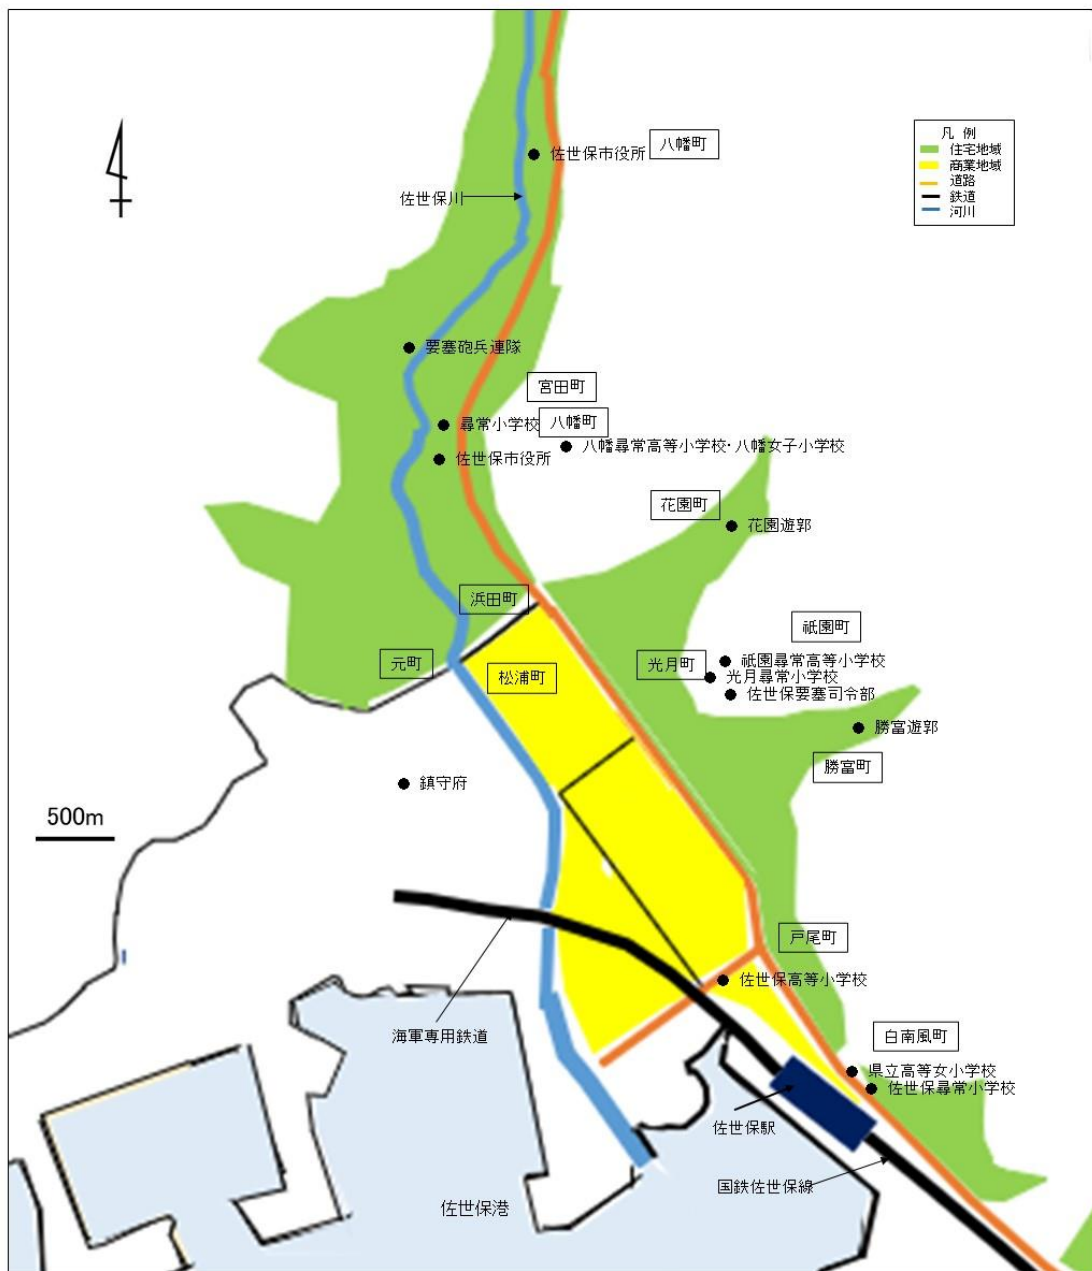 凡 例
住宅地域
商業地域
道路
鉄道
河川
八幡町
佐世保市役所
佐世保川
要塞砲兵連隊
宮田町
八幡町
尋常小学校
八幡尋常高等小学校・八幡女子小学校
佐世保市役所
花園町
花園遊郭
浜田町
祇園町
元町
松浦町
光月町
祇園尋常高等小学校
光月尋常小学校
佐世保要塞司令部
勝富遊郭
勝富町
鎮守府
500m
戸尾町
佐世保高等小学校
海軍専用鉄道
白南風町
県立高等女小学校
佐世保尋常小学校
佐世保駅
国鉄佐世保線
佐世保港